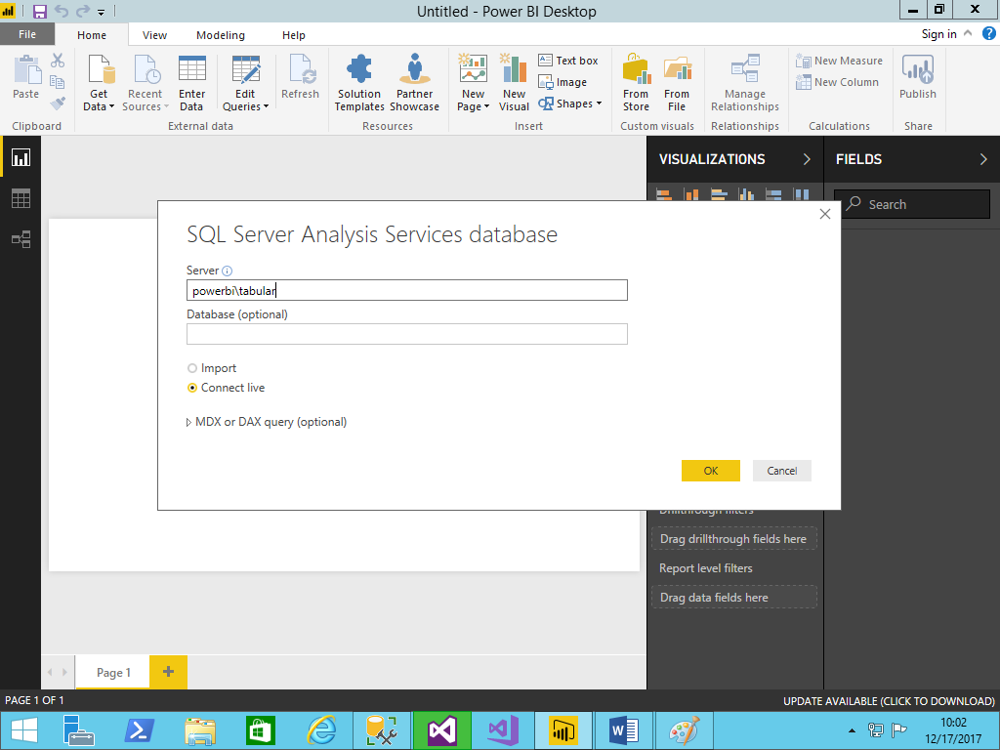 Untitled - Power BI Desktop
File
Home
View
Modeling
Help
Sign in
Paste
Get
Data
Recent
Sources
Enter
Data
Edit
Queries
Refresh
Solution
Templates
Partner
Showcase
New
Page
New
Visual
Text box
Image
Shapes
From
Store
From
File
Manage
Relationships
New Measure
New Column
Publish
Clipboard
External data
Resources
Insert
Custom visuals
Relationships
Calculations
Share
VISUALIZATIONS
FIELDS
Search
SQL Server Analysis Services database
Server
powerbi\tabular
Database (optional)
Import
Connect live
MDX or DAX query (optional)
OK
Cancel
Drillthrough filters
Drag drillthrough fields here
Report level filters
Drag data fields here
Page 1
PAGE 1 OF 1
UPDATE AVAILABLE (CLICK TO DOWNLOAD)
10:02
12/17/2017